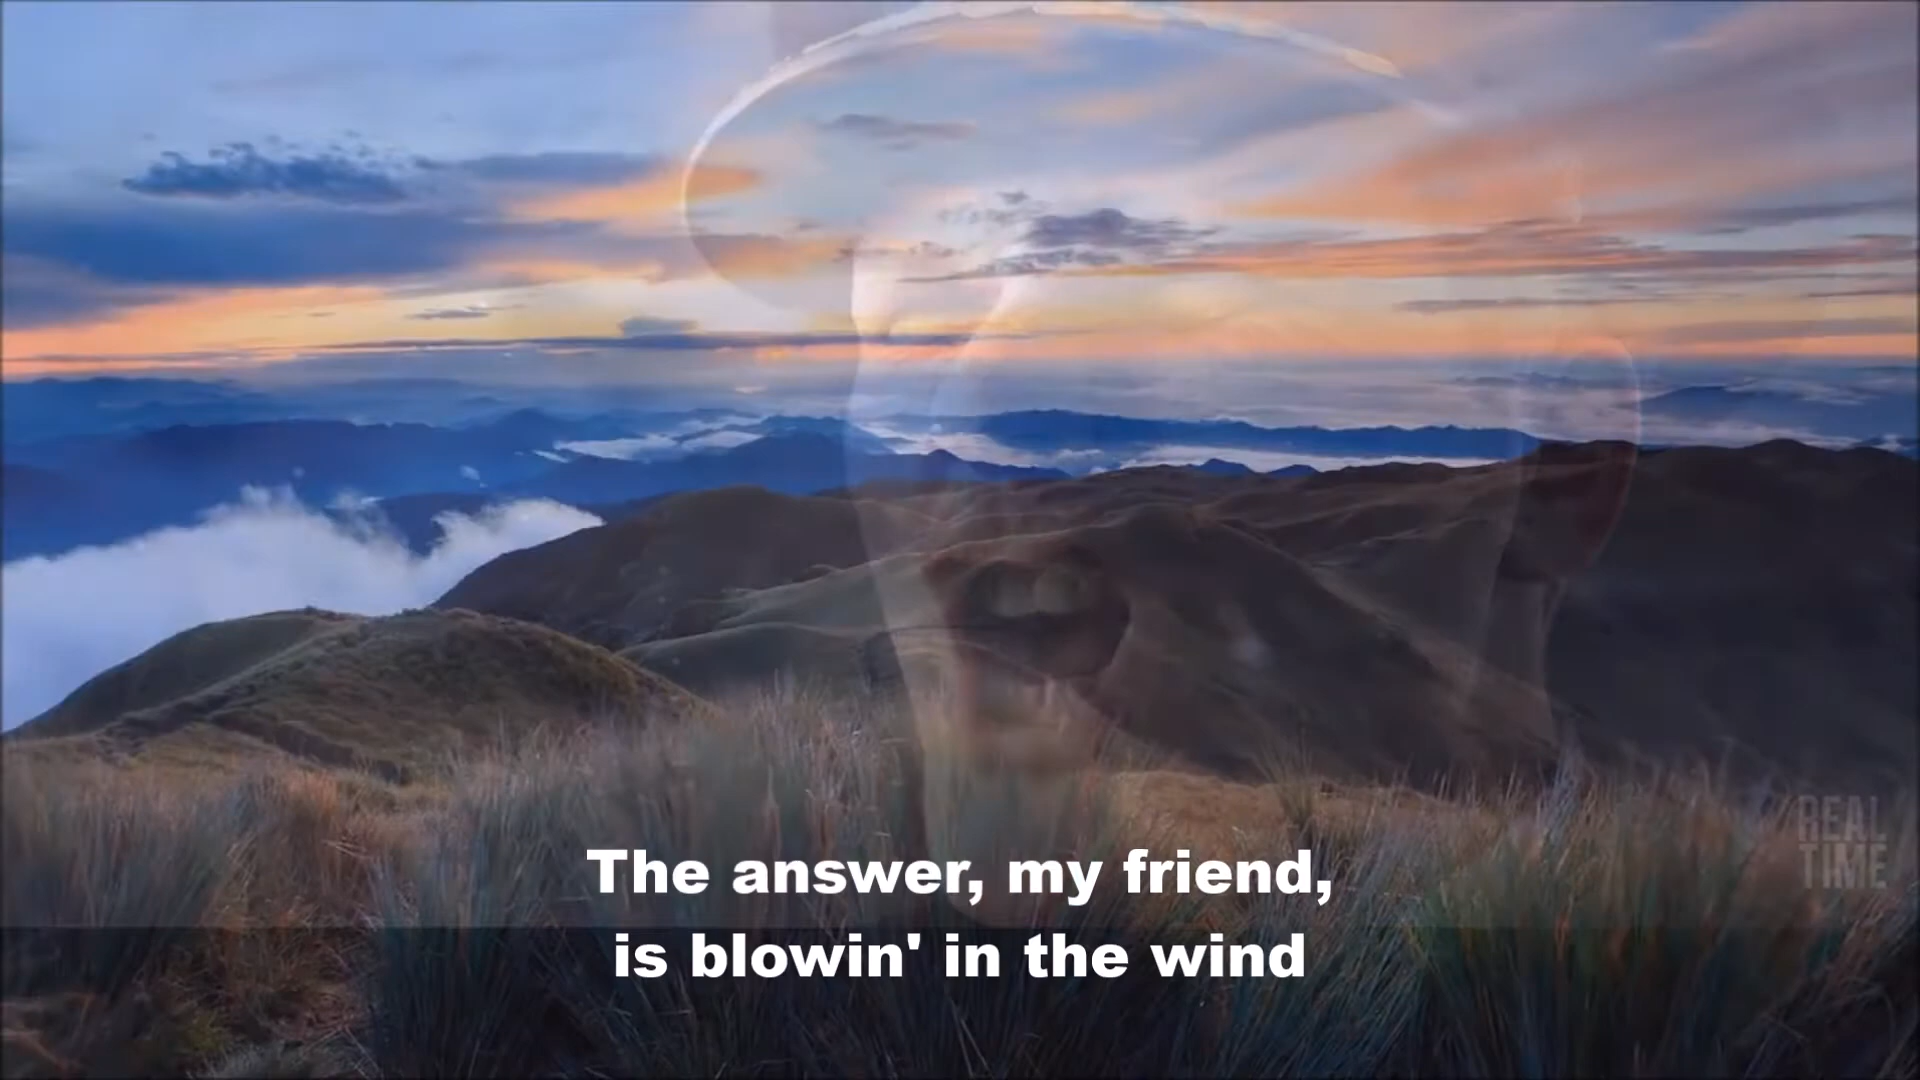 REAL
TIME
The answer, my friend,
is blowin' in the wind